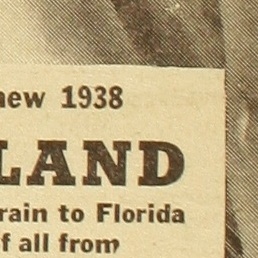 new 1938
LAND
rain to Florida
f all from